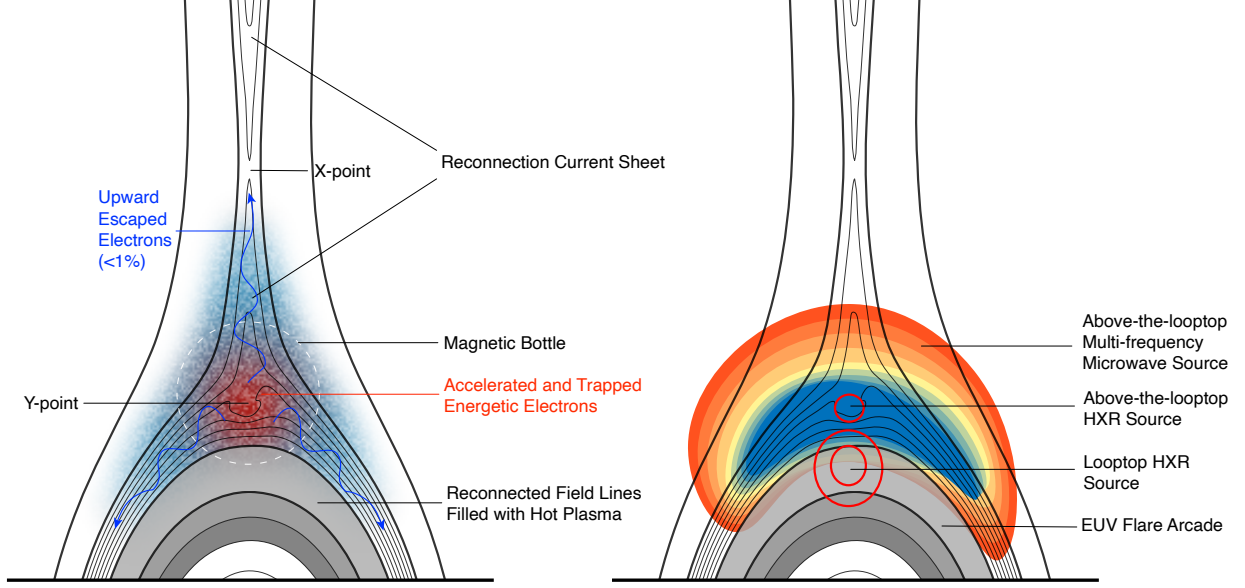 X-point
Reconnection Current Sheet
Upward
Escaped
Electrons
(<1%)
Magnetic Bottle
Y-point
Accelerated and Trapped
Energetic Electrons
Reconnected Field Lines
Filled with Hot Plasma
Above-the-looptop
Multi-frequency
Microwave Source
Above-the-looptop
HXR Source
Looptop HXR
Source
EUV Flare Arcade